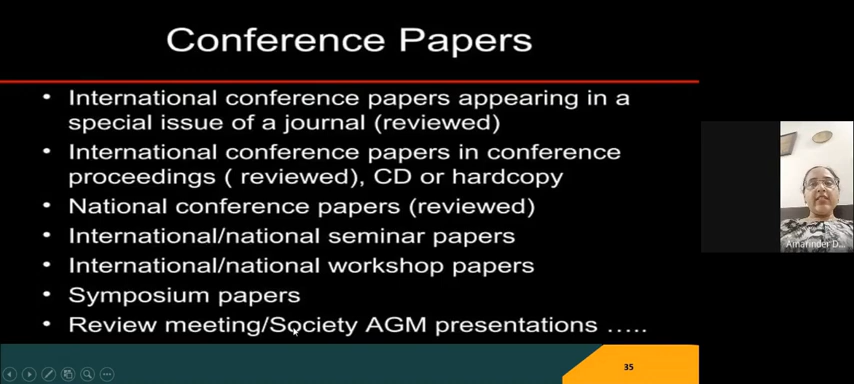 Conference Papers
• International conference papers appearing in a
special issue of a journal (reviewed)
• International conference papers in conference
proceedings ( reviewed), CD or hardcopy
• National conference papers (reviewed)
• International/national seminar papers
• International/national workshop papers
• Symposium papers
• Review meeting/Society AGM presentations …..
35
Amarinder D...